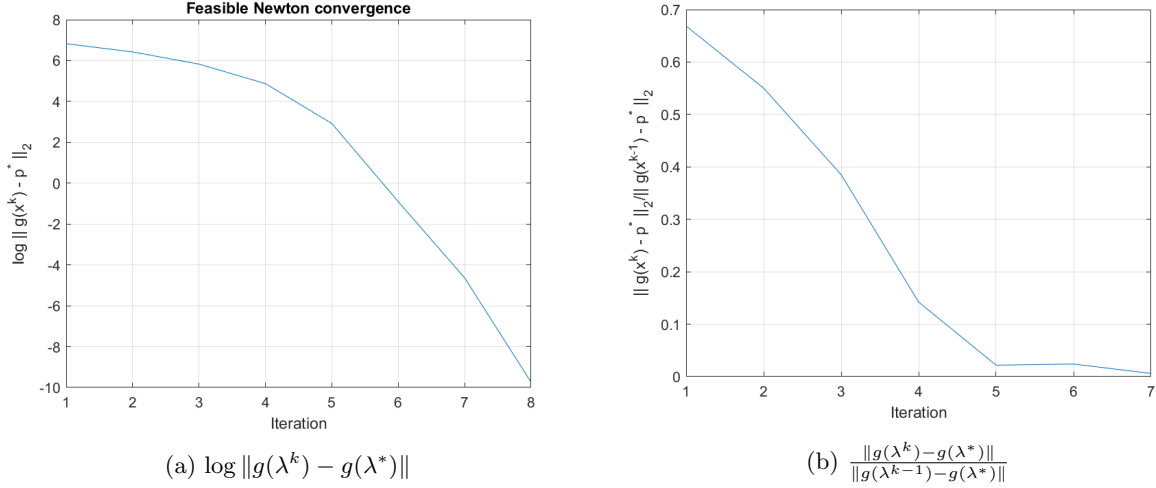 Feasible Newton convergence
8
6
4
2
0
-2
-4
-6
-8
-10
log || g(x^k) - p^* ||_2
1 2 3 4 5 6 7 8
Iteration
(a) log ‖g(λ^k) − g(λ^*)‖
0.7
0.6
0.5
0.4
0.3
0.2
0.1
0
|| g(x^k) - p^* ||_2/|| g(x^{k-1}) - p^* ||_2
1 2 3 4 5 6 7
Iteration
(b) ‖g(λ^k)−g(λ^*)‖
‖g(λ^{k−1})−g(λ^*)‖